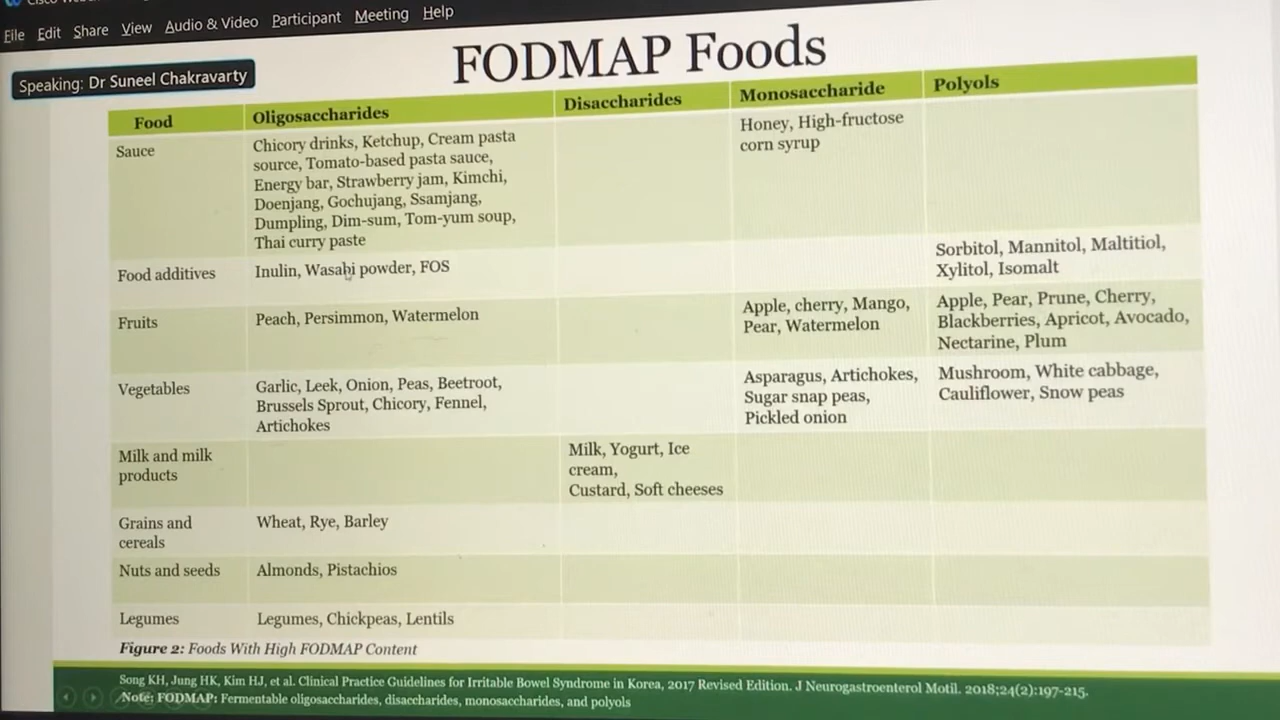 File Edit Share View Audio & Video Participant Meeting Help
Speaking: Dr Suneel Chakravarty
FODMAP Foods
Food Oligosaccharides Disaccharides Monosaccharide Polyols
Sauce
Chicory drinks, Ketchup, Cream pasta
source, Tomato-based pasta sauce,
Energy bar, Strawberry jam, Kimchi,
Doenjang, Gochujang, Ssamjang,
Dumpling, Dim-sum, Tom-yum soup,
Thai curry paste
Honey, High-fructose
corn syrup
Food additives
Inulin, Wasabi powder, FOS
Sorbitol, Mannitol, Maltitiol,
Xylitol, Isomalt
Fruits
Peach, Persimmon, Watermelon
Apple, cherry, Mango,
Pear, Watermelon
Apple, Pear, Prune, Cherry,
Blackberries, Apricot, Avocado,
Nectarine, Plum
Vegetables
Garlic, Leek, Onion, Peas, Beetroot,
Brussels Sprout, Chicory, Fennel,
Artichokes
Asparagus, Artichokes,
Sugar snap peas,
Pickled onion
Mushroom, White cabbage,
Cauliflower, Snow peas
Milk and milk
products
Milk, Yogurt, Ice
cream,
Custard, Soft cheeses
Grains and
cereals
Wheat, Rye, Barley
Nuts and seeds
Almonds, Pistachios
Legumes
Legumes, Chickpeas, Lentils
Figure 2: Foods With High FODMAP Content
Song KH, Jung HK, Kim HJ, et al. Clinical Practice Guidelines for Irritable Bowel Syndrome in Korea, 2017 Revised Edition. J Neurogastroenterol Motil. 2018;24(2):197-215.
Note: FODMAP: Fermentable oligosaccharides, disaccharides, monosaccharides, and polyols